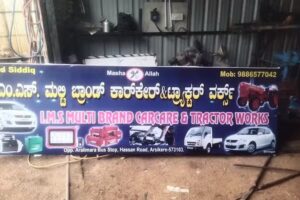 d Siddiq
Masha Allah
Mob: 9886577042
ಎಂ.ಎಸ್. ಮಲ್ಟಿ ಬ್ರಾಂಡ್ ಕಾರ್‌ಕೇರ್ & ಟ್ರ್ಯಾಕ್ಟರ್ ವರ್ಕ್ಸ್
I.M.S MULTI BRAND CARCARE & TRACTOR WORKS
Opp. Aralimara Bus Stop, Hassan Road, Arsikere-573103.